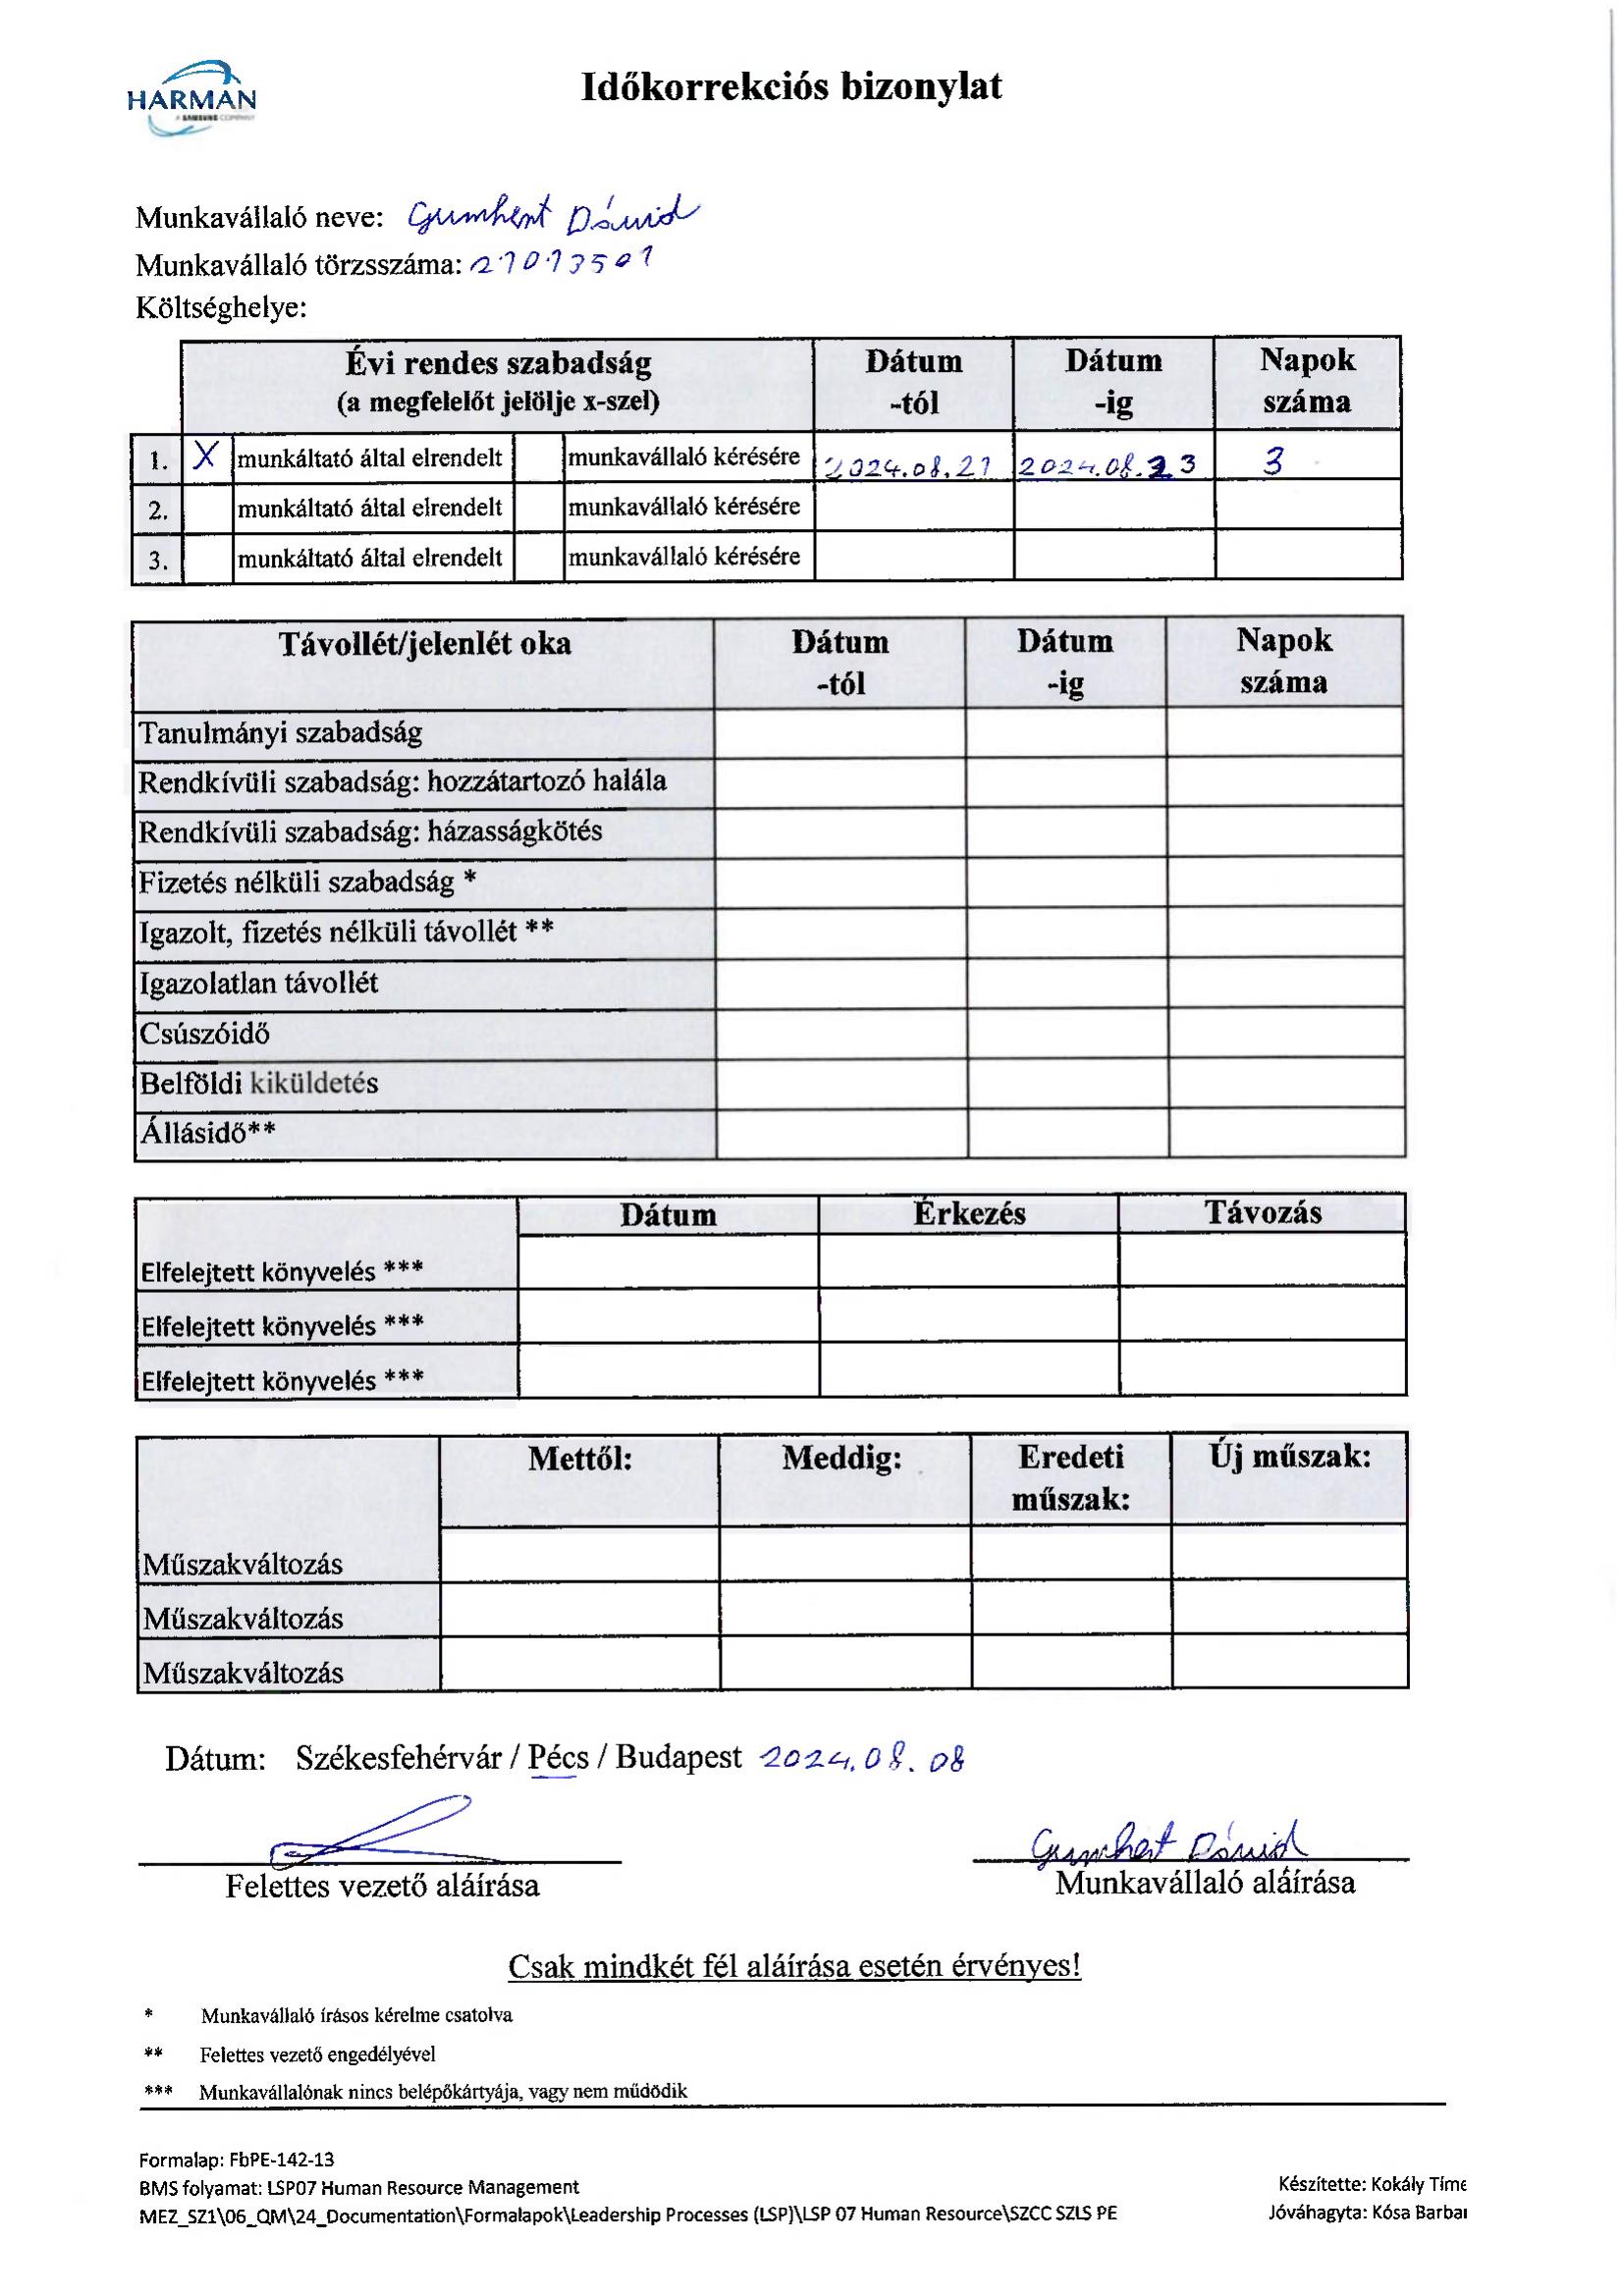 HARMAN
A SAMSUNG COMPANY
Időkorrekciós bizonylat
Munkavállaló neve: Gumhert Dávid
Munkavállaló törzsszáma: 21013501
Költséghelye:
Évi rendes szabadság (a megfelelőt jelölje x-szel) Dátum -tól Dátum -ig Napok száma
1. X munkáltató által elrendelt munkavállaló kérésére 2024.08.21 2024.08.23 3
2. munkáltató által elrendelt munkavállaló kérésére
3. munkáltató által elrendelt munkavállaló kérésére
Távollét/jelenlét oka Dátum -tól Dátum -ig Napok száma
Tanulmányi szabadság
Rendkívüli szabadság: hozzátartozó halála
Rendkívüli szabadság: házasságkötés
Fizetés nélküli szabadság *
Igazolt, fizetés nélküli távollét **
Igazolatlan távollét
Csúszóidő
Belföldi kiküldetés
Állásidő**
Dátum Érkezés Távozás
Elfelejtett könyvelés ***
Elfelejtett könyvelés ***
Elfelejtett könyvelés ***
Mettől: Meddig: Eredeti műszak: Új műszak:
Műszakváltozás
Műszakváltozás
Műszakváltozás
Dátum: Székesfehérvár / Pécs / Budapest 2024.08.08
Gumhert Dávid
Felettes vezető aláírása Munkavállaló aláírása
Csak mindkét fél aláírása esetén érvényes!
* Munkavállaló írásos kérelme csatolva
** Felettes vezető engedélyével
*** Munkavállalónak nincs belépőkártyája, vagy nem működik
Formalap: FbPE-142-13
BMS folyamat: LSP07 Human Resource Management Készítette: Kokály Tíme
MEZ_SZ1\06_QM\24_Documentation\Formalapok\Leadership Processes (LSP)\LSP 07 Human Resource\SZCC SZLS PE Jóváhagyta: Kósa Barbar